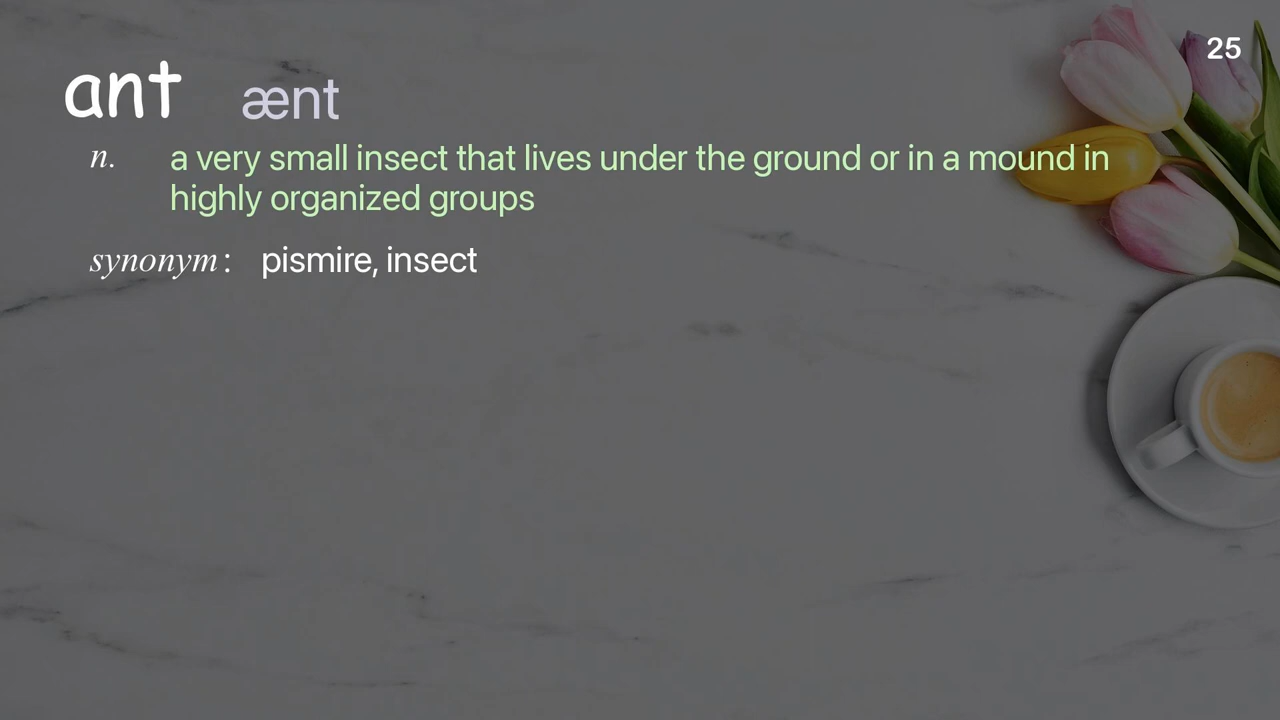 25
ant ænt
n. a very small insect that lives under the ground or in a mound in
highly organized groups
synonym : pismire, insect